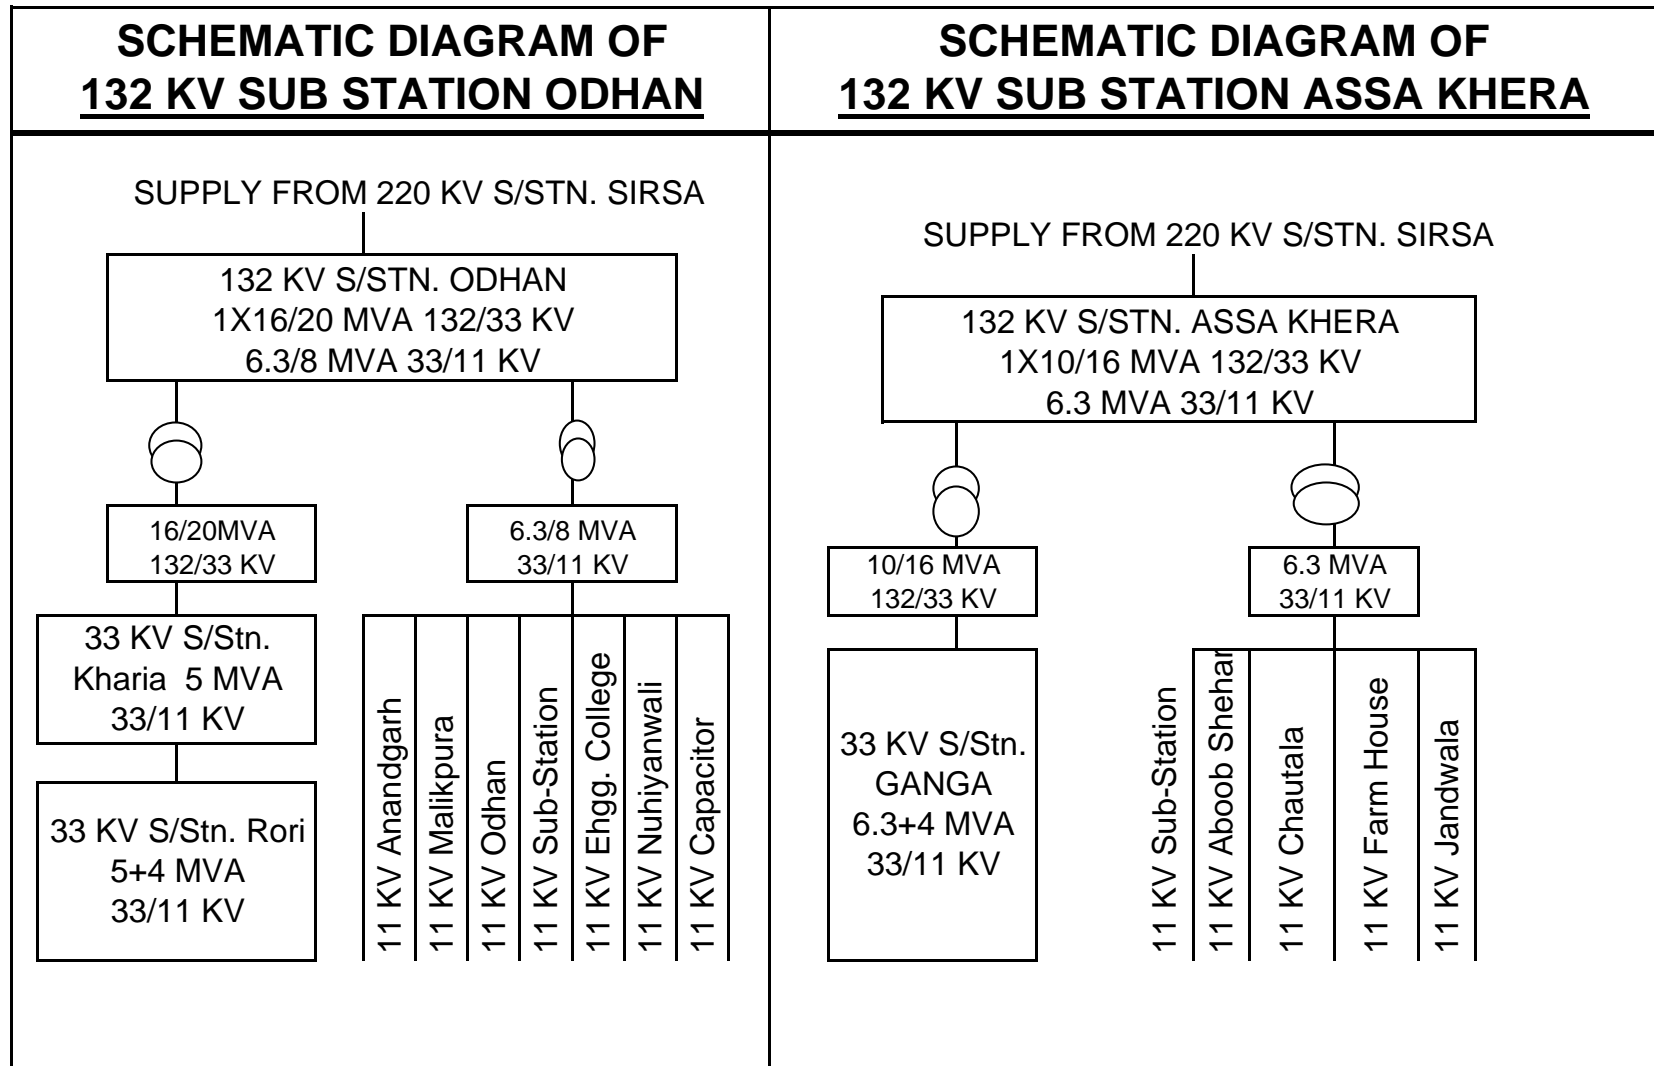 SCHEMATIC DIAGRAM OF
132 KV SUB STATION ODHAN
SUPPLY FROM 220 KV S/STN. SIRSA
132 KV S/STN. ODHAN
1X16/20 MVA 132/33 KV
6.3/8 MVA 33/11 KV
16/20MVA
132/33 KV
6.3/8 MVA
33/11 KV
33 KV S/Stn.
Kharia 5 MVA
33/11 KV
33 KV S/Stn. Rori
5+4 MVA
33/11 KV
11 KV Anandgarh
11 KV Malikpura
11 KV Odhan
11 KV Sub-Station
11 KV Ehgg. College
11 KV Nuhiyanwali
11 KV Capacitor
SCHEMATIC DIAGRAM OF
132 KV SUB STATION ASSA KHERA
SUPPLY FROM 220 KV S/STN. SIRSA
132 KV S/STN. ASSA KHERA
1X10/16 MVA 132/33 KV
6.3 MVA 33/11 KV
10/16 MVA
132/33 KV
6.3 MVA
33/11 KV
33 KV S/Stn.
GANGA
6.3+4 MVA
33/11 KV
11 KV Sub-Station
11 KV Aboob Shehar
11 KV Chautala
11 KV Farm House
11 KV Jandwala